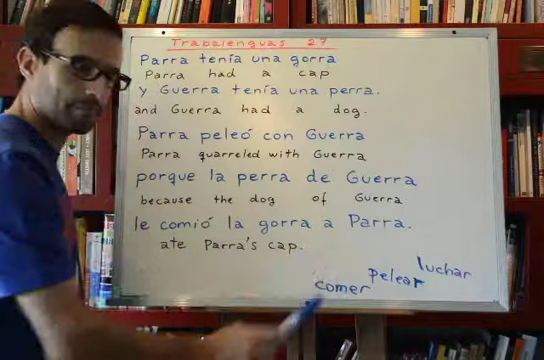 Trabalenguas 27
Parra tenía una gorra
Parra had a cap
y Guerra tenía una perra.
and Guerra had a dog.
Parra peleó con Guerra
Parra quarreled with Guerra
porque la perra de Guerra
because the dog of Guerra
le comió la gorra a Parra.
ate Parra's cap.
luchar
pelear
comer